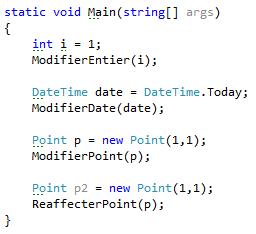 static void Main(string[] args)
{
    int i = 1;
    ModifierEntier(i);
    DateTime date = DateTime.Today;
    ModifierDate(date);
    Point p = new Point(1,1);
    ModifierPoint(p);
    Point p2 = new Point(1,1);
    ReaffecterPoint(p);
}